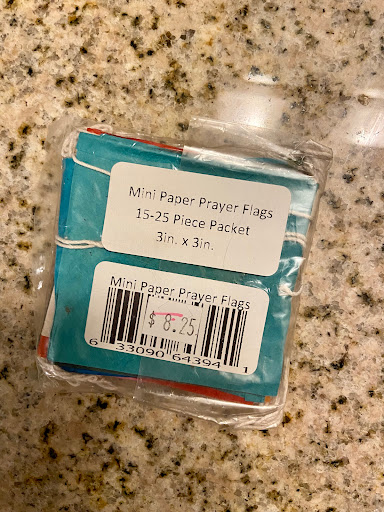 Mini Paper Prayer Flags
15-25 Piece Packet
3in. x 3in.
Mini Paper Prayer Flags
$ 8.25
6 33090 64394 1